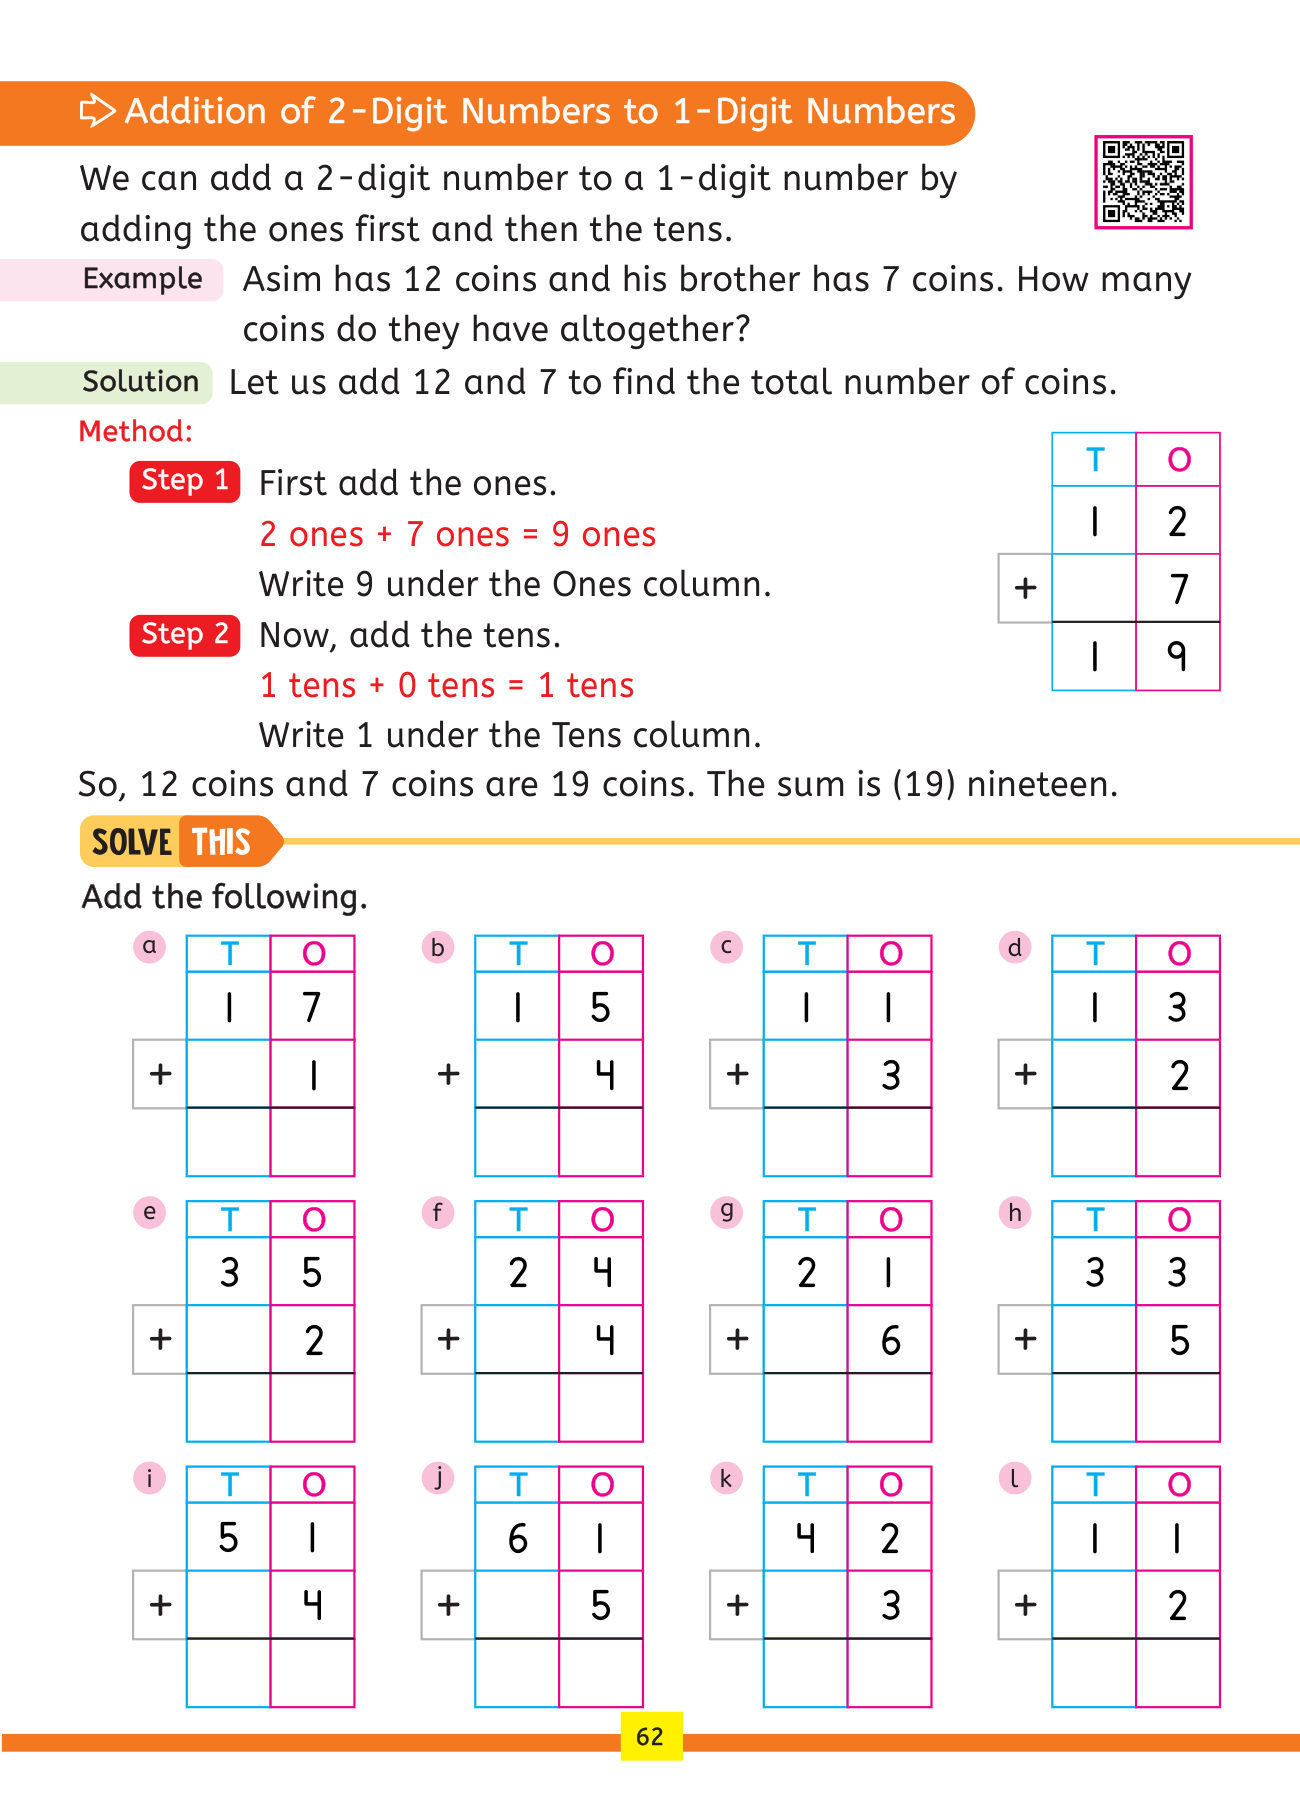 Addition of 2-Digit Numbers to 1-Digit Numbers
We can add a 2-digit number to a 1-digit number by
adding the ones first and then the tens.
Example Asim has 12 coins and his brother has 7 coins. How many
coins do they have altogether?
Solution Let us add 12 and 7 to find the total number of coins.
Method:
Step 1 First add the ones.
2 ones + 7 ones = 9 ones
Write 9 under the Ones column.
Step 2 Now, add the tens.
1 tens + 0 tens = 1 tens
Write 1 under the Tens column.
T O
1 2
+ 7
1 9
So, 12 coins and 7 coins are 19 coins. The sum is (19) nineteen.
SOLVE THIS
Add the following.
a T O
1 7
+ 1
b T O
1 5
+ 4
c T O
1 1
+ 3
d T O
1 3
+ 2
e T O
3 5
+ 2
f T O
2 4
+ 4
g T O
2 1
+ 6
h T O
3 3
+ 5
i T O
5 1
+ 4
j T O
6 1
+ 5
k T O
4 2
+ 3
l T O
1 1
+ 2
62